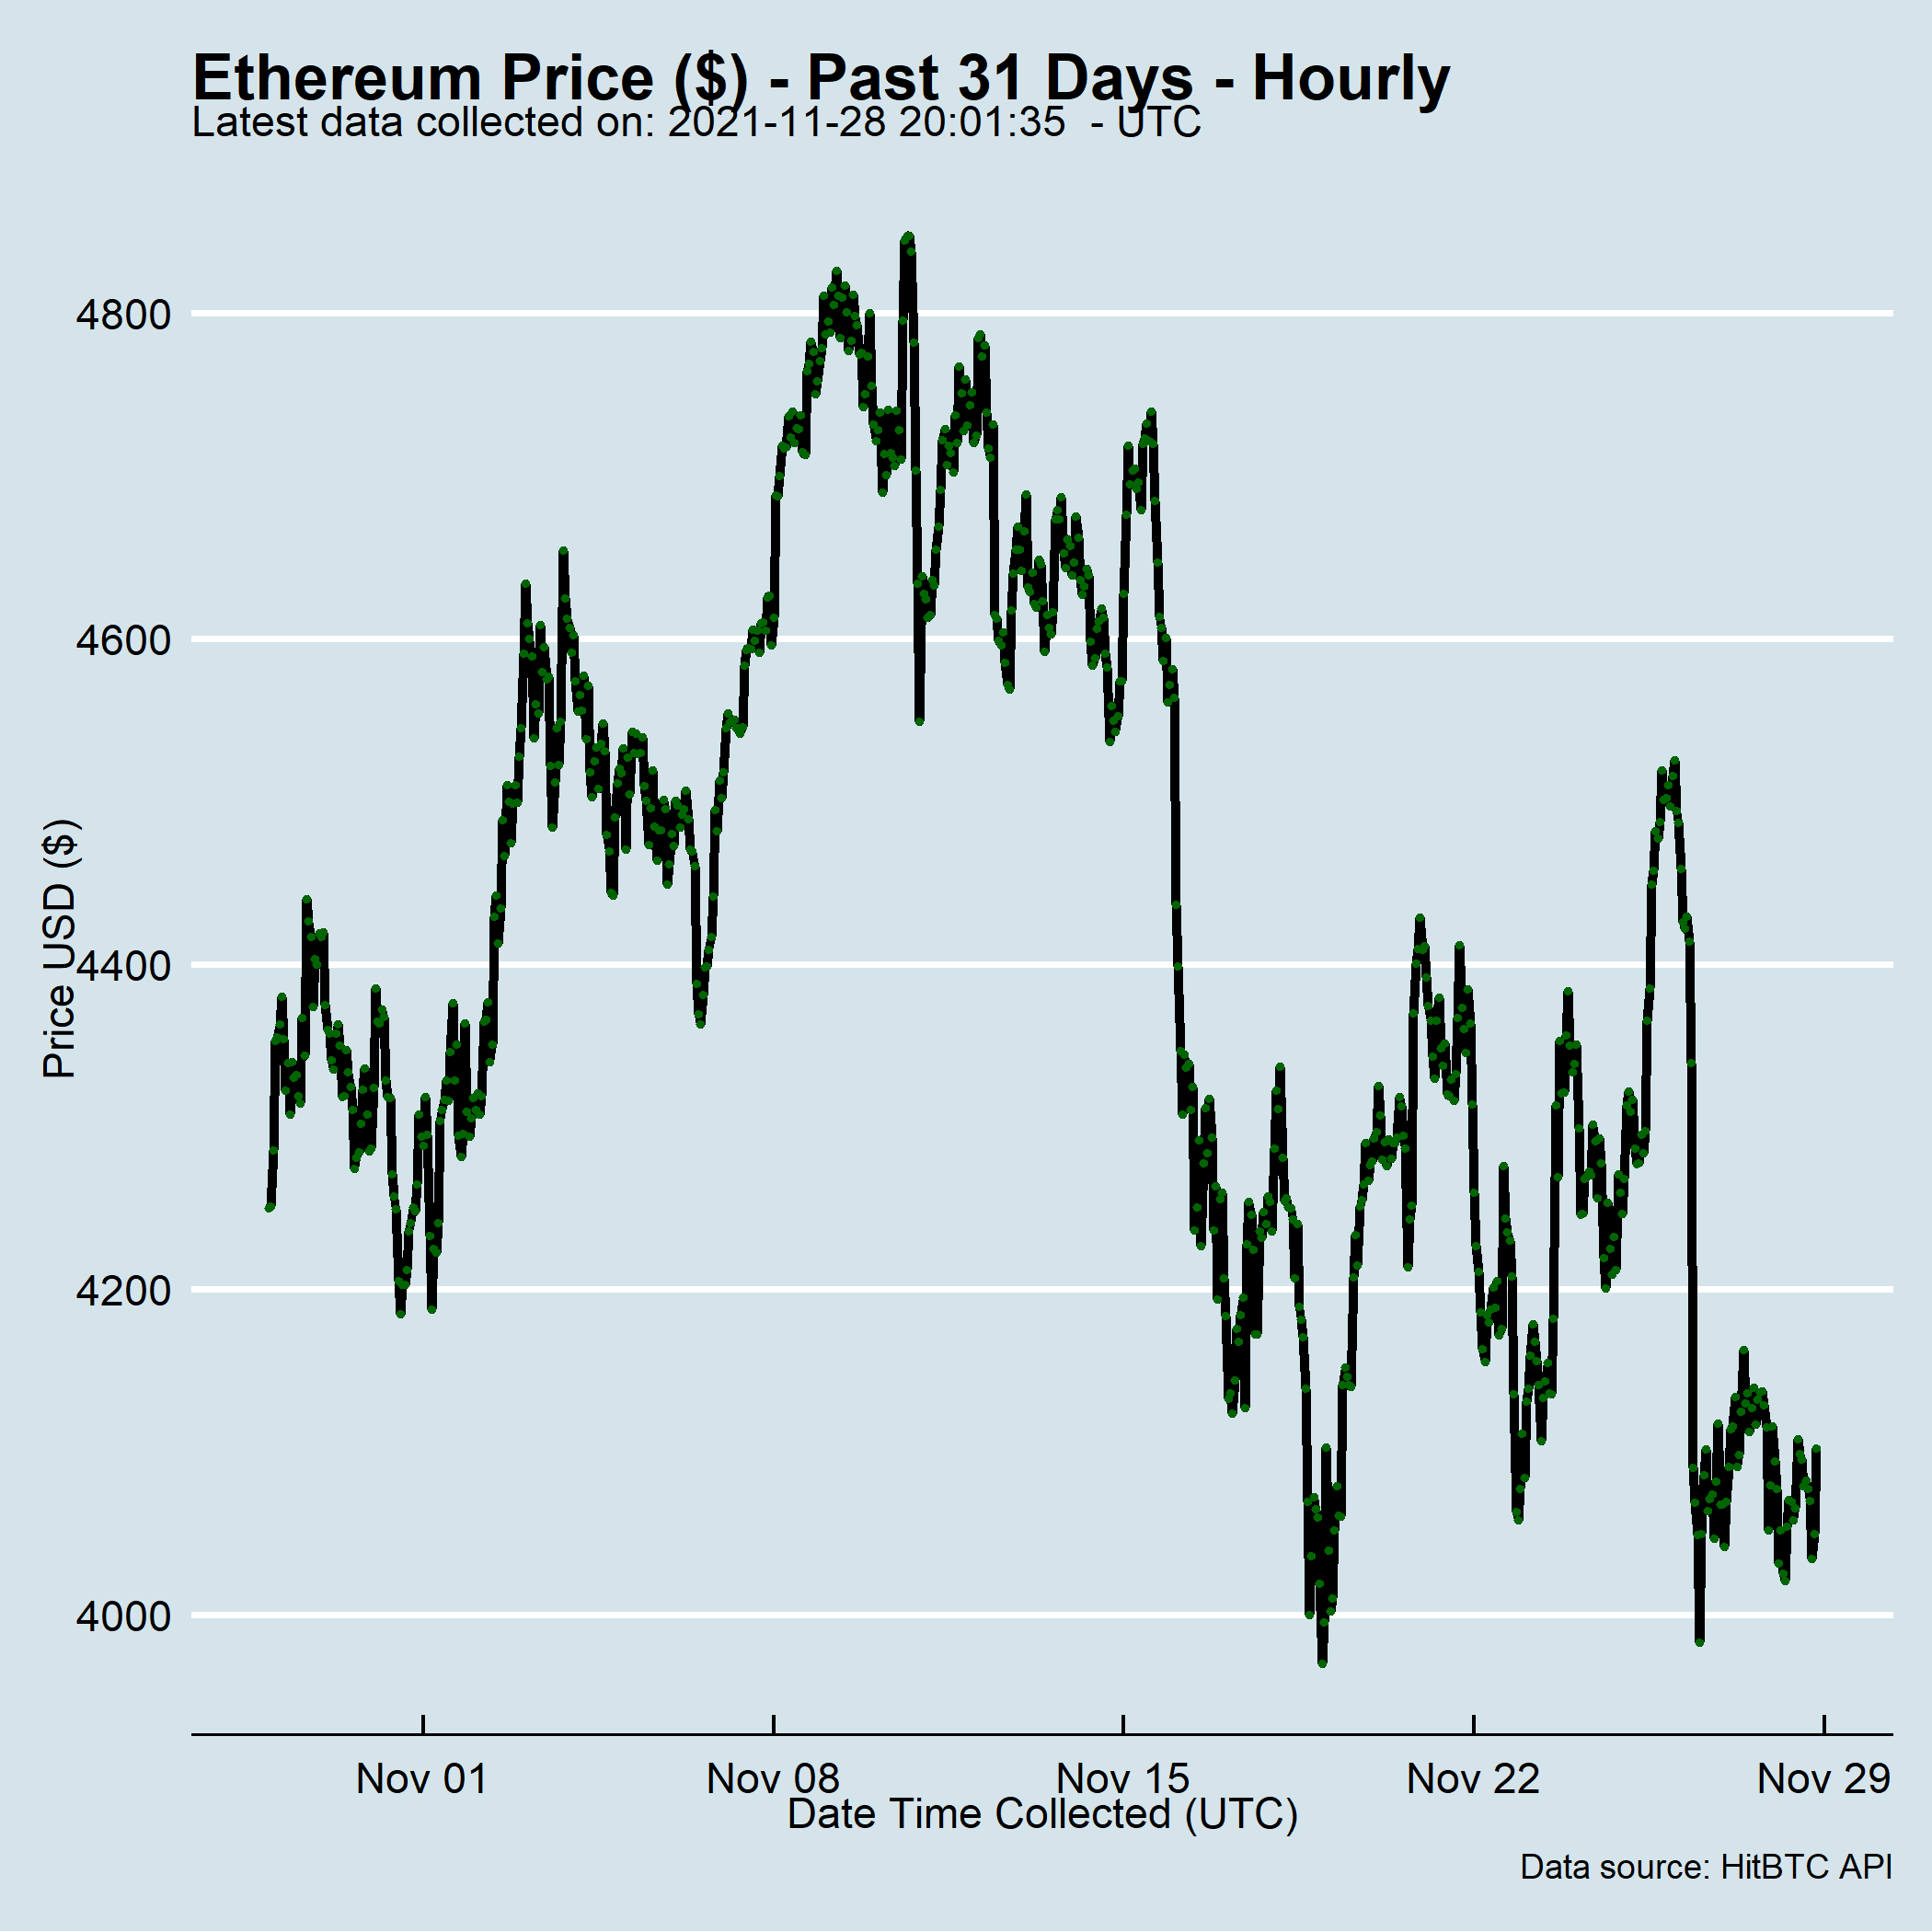 Ethereum Price ($) - Past 31 Days - Hourly
Latest data collected on: 2021-11-28 20:01:35  - UTC
Price USD ($)
4800
4600
4400
4200
4000
Nov 01 Nov 08 Nov 15 Nov 22 Nov 29
Date Time Collected (UTC)
Data source: HitBTC API